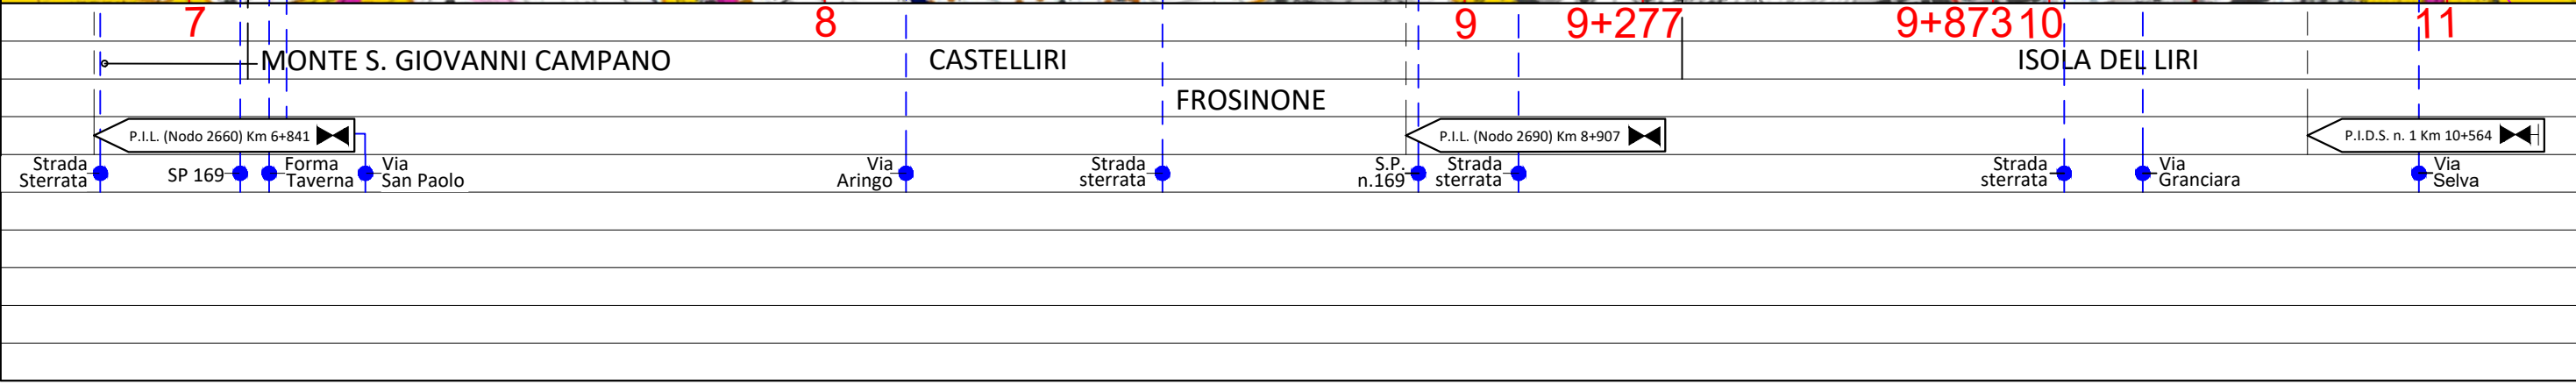 7 8 9 9+277 9+873 10 11
MONTE S. GIOVANNI CAMPANO CASTELLIRI ISOLA DEL LIRI
FROSINONE
P.I.L. (Nodo 2660) Km 6+841 P.I.L. (Nodo 2690) Km 8+907 P.I.D.S. n. 1 Km 10+564
Strada
Sterrata
SP 169
Forma
Taverna
Via
San Paolo
Via
Aringo
Strada
sterrata
S.P.
n.169
Strada
sterrata
Strada
sterrata
Via
Granciara
Via
Selva